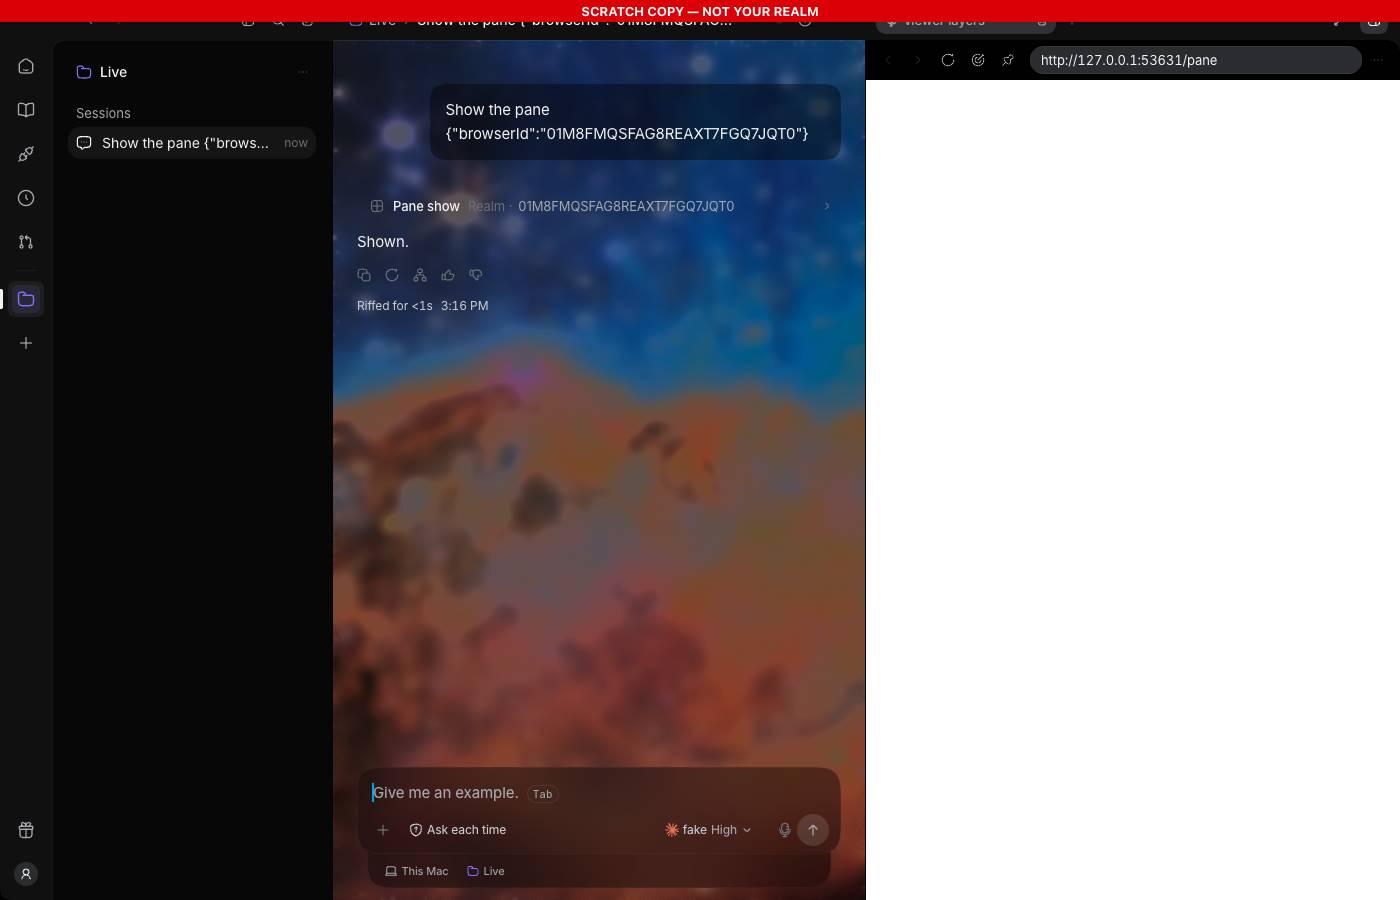 SCRATCH COPY — NOT YOUR REALM
Live
Sessions
Show the pane {"brows... now
Show the pane
{"browserId":"01M8FMQSFAG8REAXT7FGQ7JQT0"}
Pane show Realm · 01M8FMQSFAG8REAXT7FGQ7JQT0
Shown.
Riffed for <1s 3:16 PM
Give me an example. Tab
Ask each time
fake High
This Mac
Live
http://127.0.0.1:53631/pane